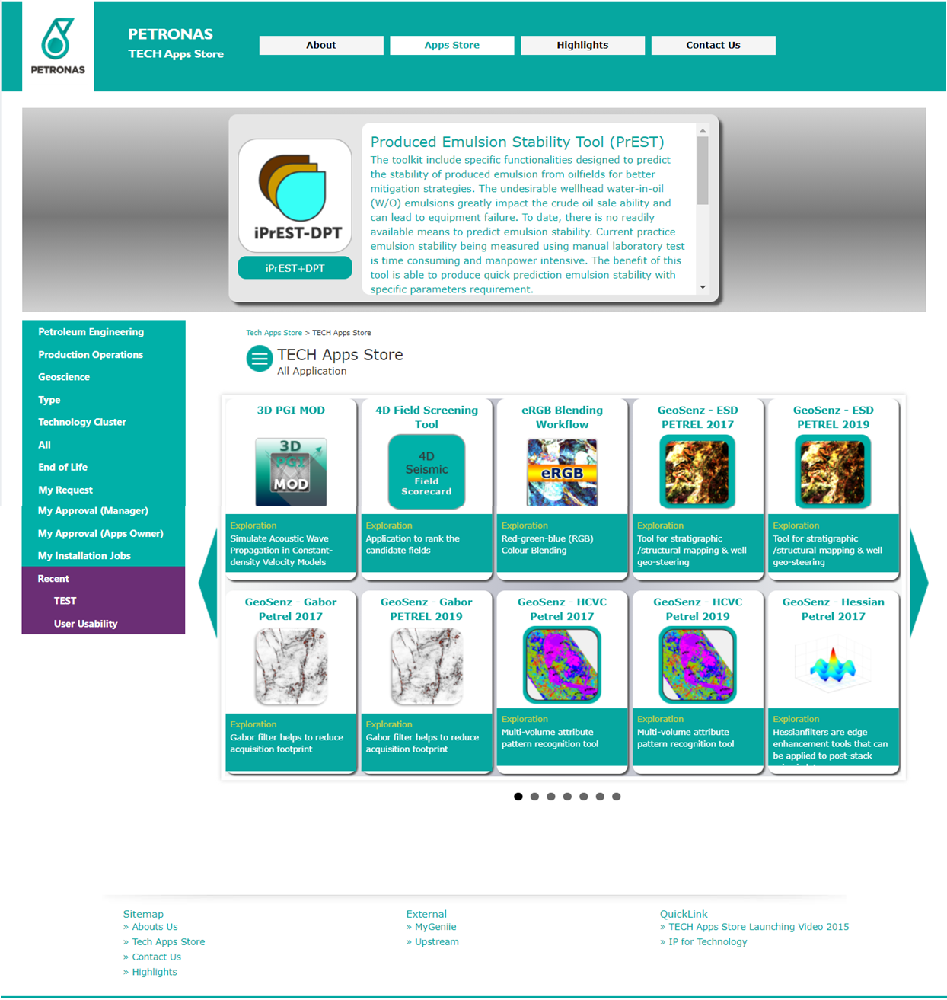 PETRONAS
PETRONAS
TECH Apps Store
About
Apps Store
Highlights
Contact Us
iPrEST-DPT
iPrEST+DPT
Produced Emulsion Stability Tool (PrEST)
The toolkit include specific functionalities designed to predict
the stability of produced emulsion from oilfields for better
mitigation strategies. The undesirable wellhead water-in-oil
(W/O) emulsions greatly impact the crude oil sale ability and
can lead to equipment failure. To date, there is no readily
available means to predict emulsion stability. Current practice
emulsion stability being measured using manual laboratory test
is time consuming and manpower intensive. The benefit of this
tool is able to produce quick prediction emulsion stability with
specific parameters requirement.
Petroleum Engineering
Production Operations
Geoscience
Type
Technology Cluster
All
End of Life
My Request
My Approval (Manager)
My Approval (Apps Owner)
My Installation Jobs
Recent
TEST
User Usability
Tech Apps Store > TECH Apps Store
TECH Apps Store
All Application
3D PGI MOD
3D
PGI
MOD
Exploration
Simulate Acoustic Wave
Propagation in Constant-
density Velocity Models
4D Field Screening
Tool
4D
Seismic
Field
Scorecard
Exploration
Application to rank the
candidate fields
eRGB Blending
Workflow
eRGB
Exploration
Red-green-blue (RGB)
Colour Blending
GeoSenz - ESD
PETREL 2017
Exploration
Tool for stratigraphic
/structural mapping & well
geo-steering
GeoSenz - ESD
PETREL 2019
Exploration
Tool for stratigraphic
/structural mapping & well
geo-steering
GeoSenz - Gabor
Petrel 2017
Exploration
Gabor filter helps to reduce
acquisition footprint
GeoSenz - Gabor
PETREL 2019
Exploration
Gabor filter helps to reduce
acquisition footprint
GeoSenz - HCVC
Petrel 2017
Exploration
Multi-volume attribute
pattern recognition tool
GeoSenz - HCVC
Petrel 2019
Exploration
Multi-volume attribute
pattern recognition tool
GeoSenz - Hessian
Petrel 2017
Exploration
Hessianfilters are edge
enhancement tools that can
be applied to post-stack
Sitemap
» Abouts Us
» Tech Apps Store
» Contact Us
» Highlights
External
» MyGeniie
» Upstream
QuickLink
» TECH Apps Store Launching Video 2015
» IP for Technology